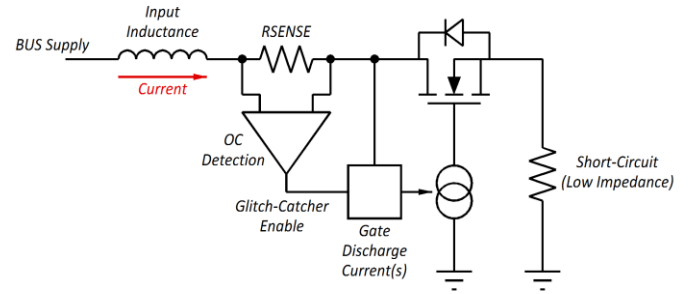 Input
Inductance
RSENSE
BUS Supply
Current
OC
Detection
Short-Circuit
(Low Impedance)
Glitch-Catcher
Enable
Gate
Discharge
Current(s)